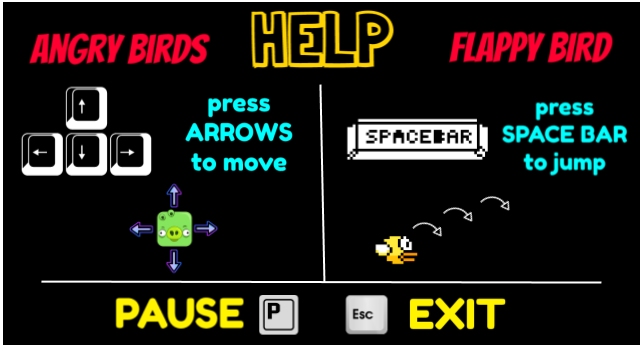 HELP
ANGRY BIRDS
press
ARROWS
to move
FLAPPY BIRD
SPACEBAR
press
SPACE BAR
to jump
PAUSE P
Esc EXIT